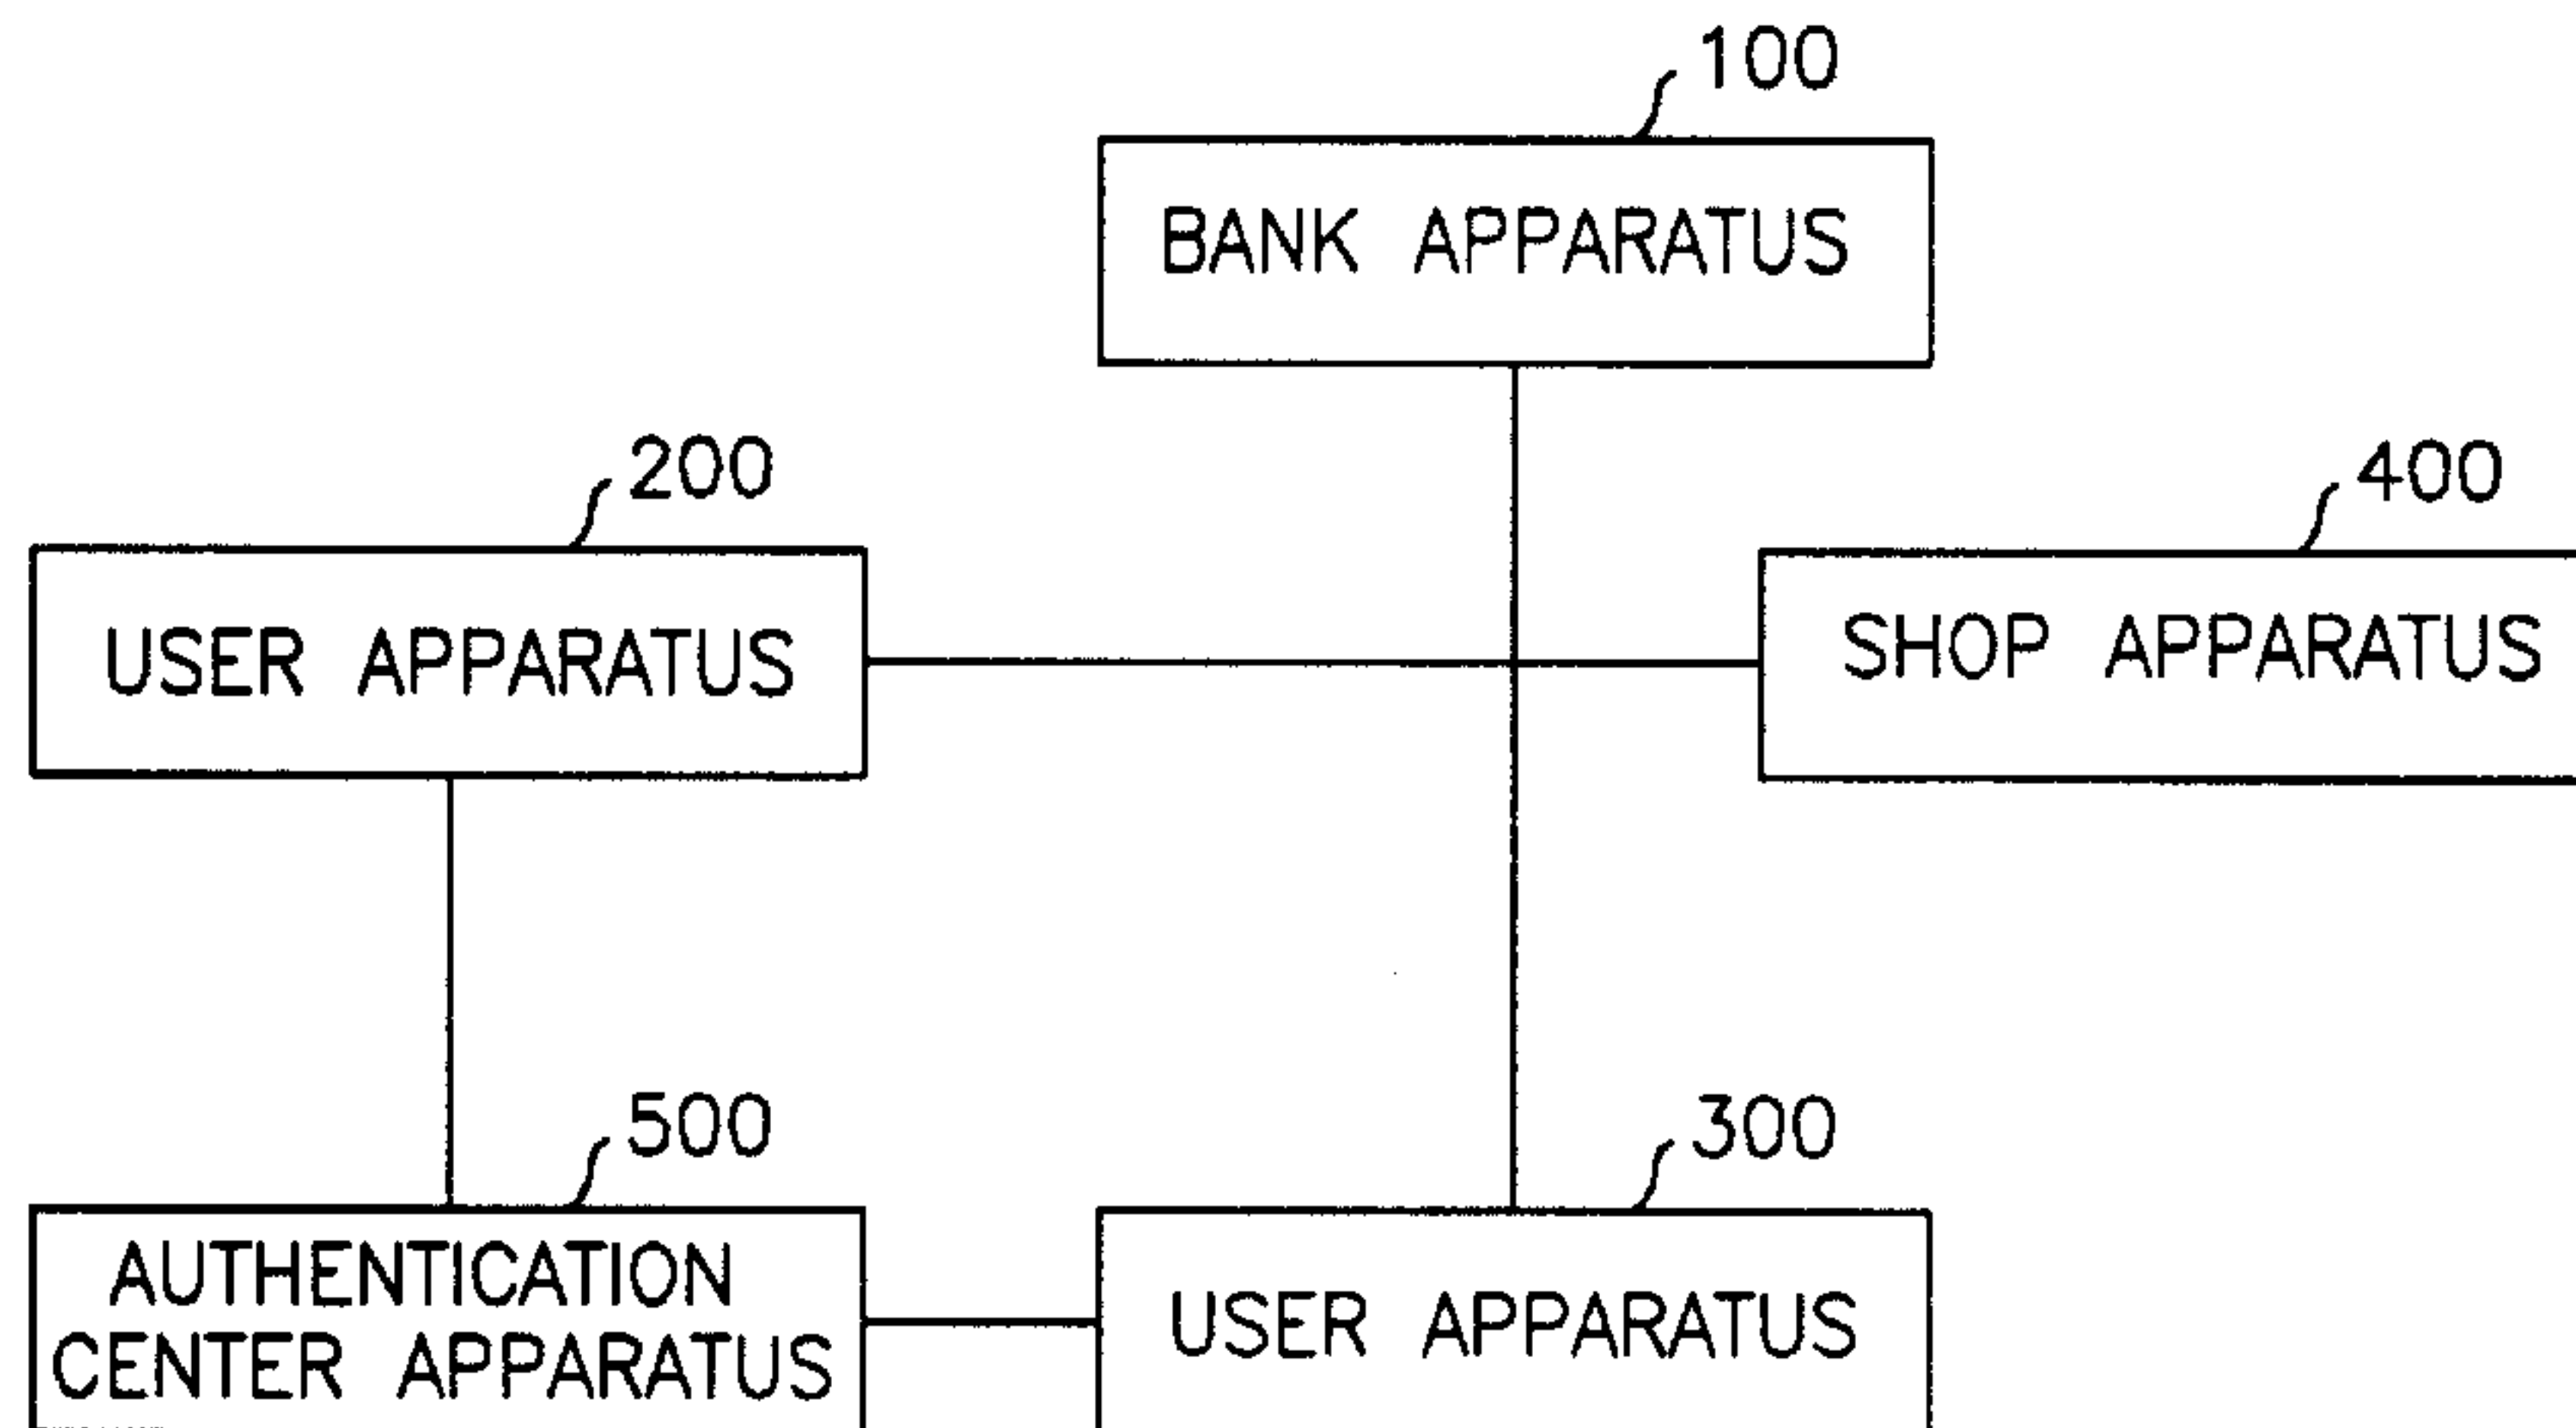 100
BANK APPARATUS
200
400
USER APPARATUS
SHOP APPARATUS
500
300
AUTHENTICATION
CENTER APPARATUS
USER APPARATUS